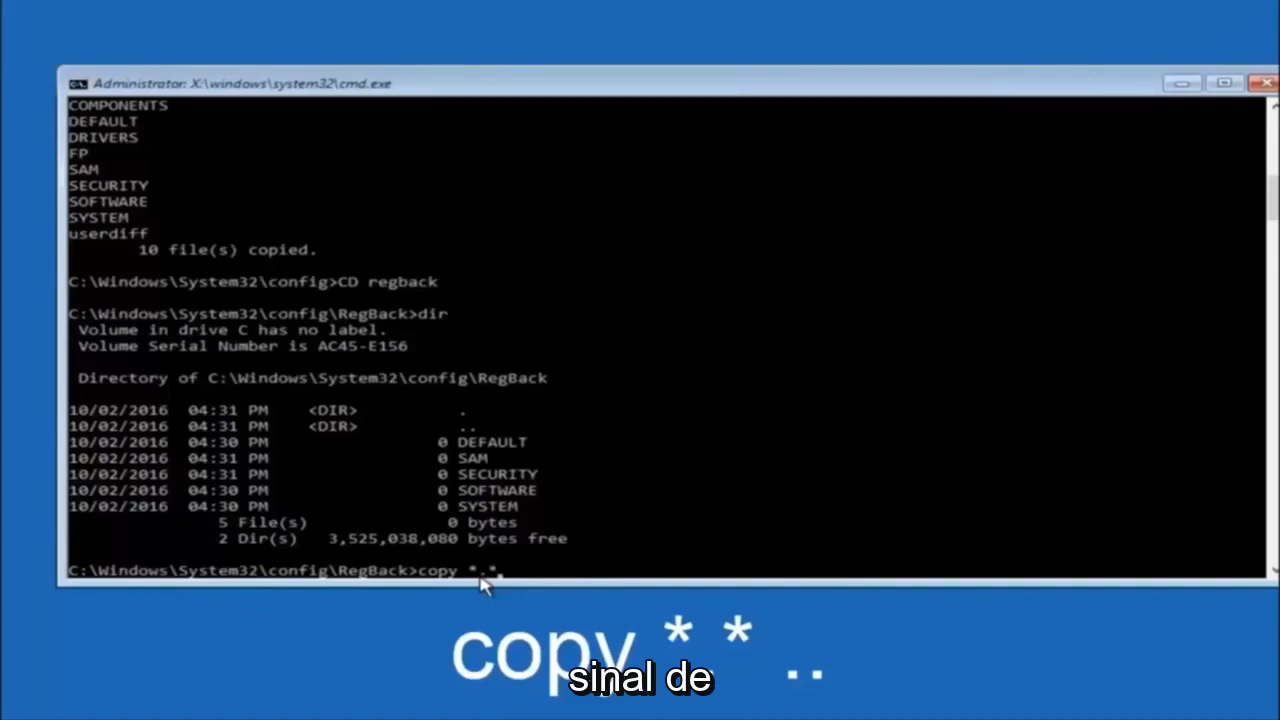 Administrator: X:\windows\system32\cmd.exe
COMPONENTS
DEFAULT
DRIVERS
FP
SAM
SECURITY
SOFTWARE
SYSTEM
userdiff
10 file(s) copied.
C:\Windows\System32\config>CD regback
C:\Windows\System32\config\RegBack>dir
Volume in drive C has no label.
Volume Serial Number is AC45-E156
Directory of C:\Windows\System32\config\RegBack
10/02/2016 04:31 PM <DIR> .
10/02/2016 04:31 PM <DIR> ..
10/02/2016 04:30 PM 0 DEFAULT
10/02/2016 04:31 PM 0 SAM
10/02/2016 04:31 PM 0 SECURITY
10/02/2016 04:30 PM 0 SOFTWARE
10/02/2016 04:30 PM 0 SYSTEM
5 File(s) 0 bytes
2 Dir(s) 3,525,038,080 bytes free
C:\Windows\System32\config\RegBack>copy *.*
copy *.* ..
sinal de